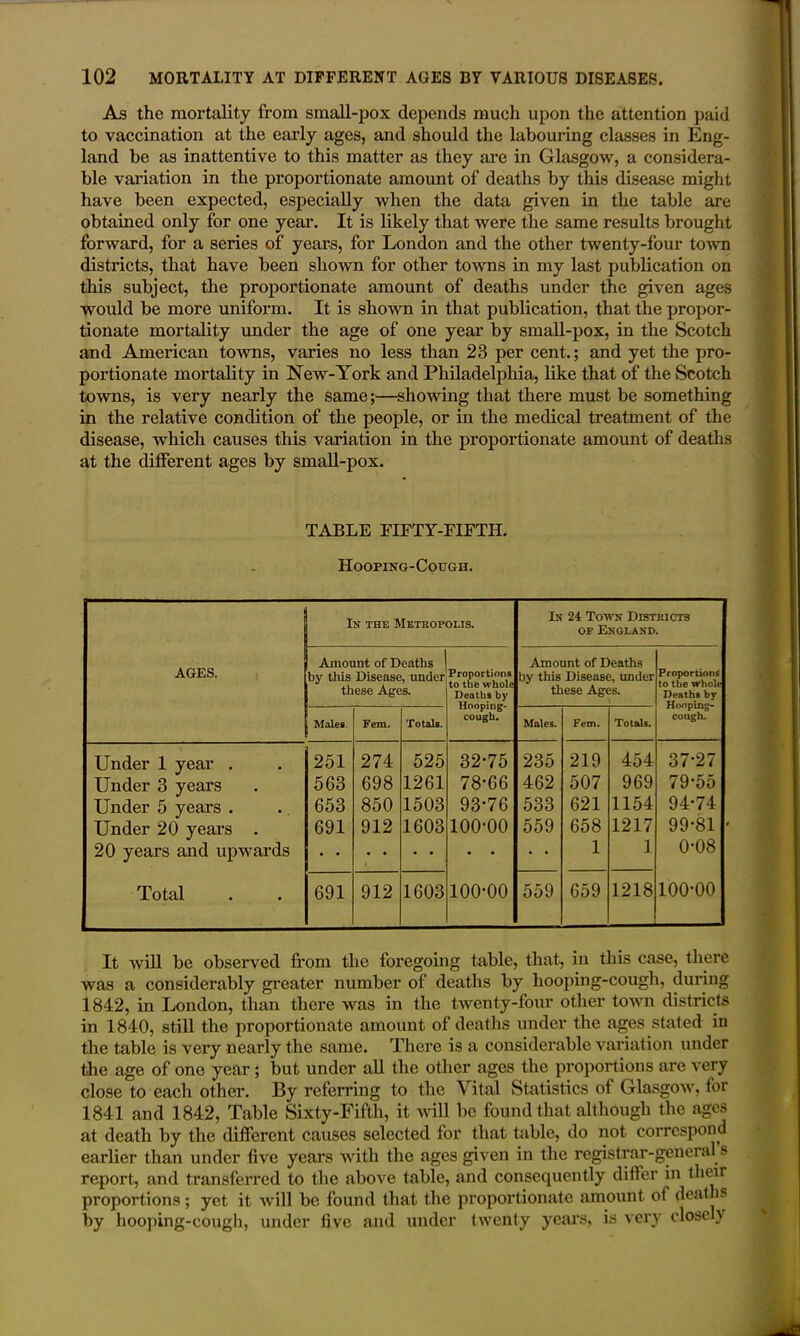 102 MORTALITY AT DIFFERENT AGES BY VARIOUS DISEASES.
As the mortality from small-pox depends much upon the attention paid
to vaccination at the early ages, and should the labouring classes in Eng-
land be as inattentive to this matter as they are in Glasgow, a considera-
ble variation in the proportionate amount of deaths by this disease might
have been expected, especially when the data given in the table are
obtained only for one year. It is likely that were the same results brought
forward, for a series of years, for London and the other twenty-four town
districts, that have been shown for other towns in my last publication on
this subject, the proportionate amount of deaths under the given ages
would be more uniform. It is shown in that publication, that the propor-
tionate mortality under the age of one year by small-pox, in the Scotch
and American towns, varies no less than 23 per cent.; and yet the pro-
portionate mortality in New-York and Philadelphia, like that of the Scotch
towns, is very nearly the same;—showing that there must be something
in the relative condition of the people, or in the medical treatment of the
disease, which causes this variation in the proportionate amount of deaths
at the different ages by small-pox.
TABLE FIFTY-FIFTH.
HOOPING-COUGH.
AGES. IN THE METROPOLIS. IN 24 TOWN DISTRICTS OF ENGLAND.
Amount of Deaths by this Disease, under these Ages. Proportions to the whole Deaths by Hooping-cough. Amount of Deaths by this Disease, under these Ages. Proportions to the whole Deaths by Hooping-cough.
Males. Fem. Totals. Males. Fem. Totals.
Under 1 year . . 251 274 525 32·75 235 219 454 37·27
Under 3 years . 563 698 1261 78·66 462 507 969 79·55
Under 5 years . . 653 850 1503 93·76 533 621 1154 94·74
Under 20 years . 691 912 1603 100·00 559 658 1217 99·81
20 years and upwards . . . . . . . . . . 1 1 0·08
Total . . 691 912 1603 100·00 559 659 1218 100·00
It will be observed from the foregoing table, that, in this case, there
was a considerably greater number of deaths by hooping-cough, during
1842, in London, than there was in the twenty-four other town districts
in 1840, still the proportionate amount of deaths under the ages stated in
the table is very nearly the same. There is a considerable variation under
the age of one year; but under all the other ages the proportions are very
close to each other. By referring to the Vital Statistics of Glasgow, for
1841 and 1842, Table Sixty-Fifth, it will be found that although the ages
at death by the different causes selected for that table, do not correspond
earlier than under five years with the ages given in the registrar-general's
report, and transferred to the above table, and consequently differ in their
proportions; yet it will be found that the proportionate amount of deaths
by hooping-cough, under five and under twenty years, is very closely